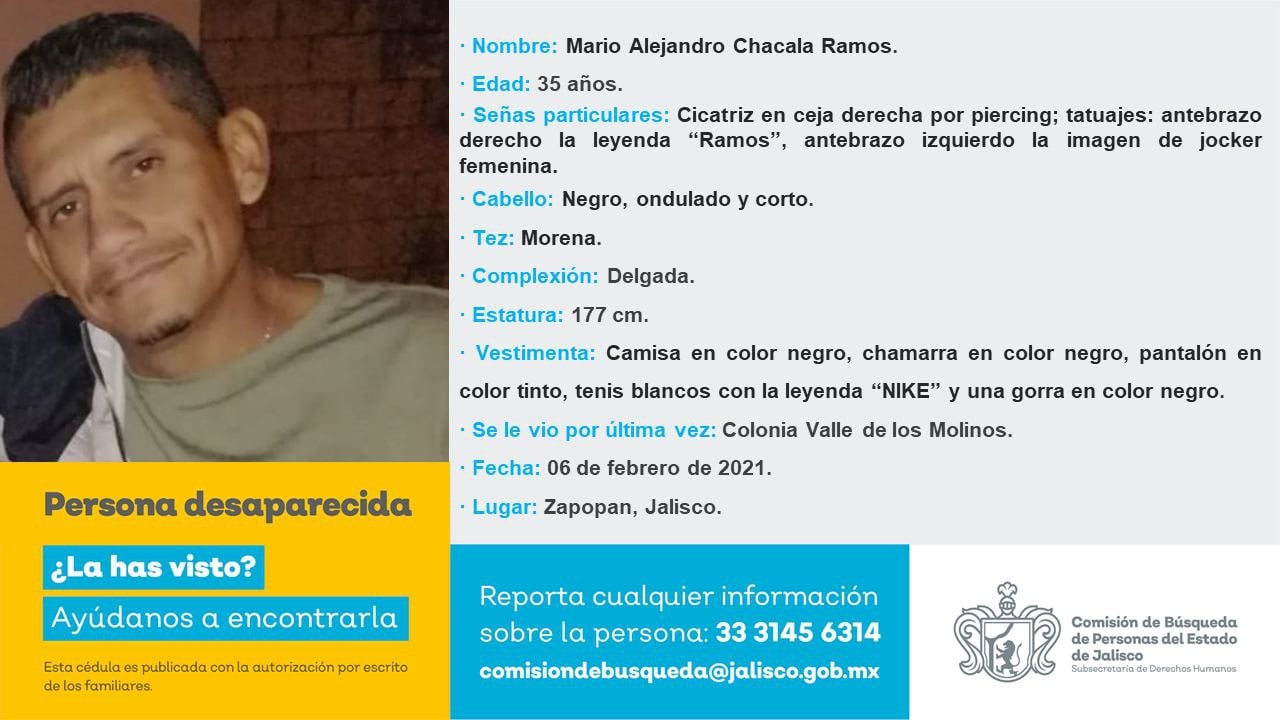 · Nombre: Mario Alejandro Chacala Ramos.
· Edad: 35 años.
· Señas particulares: Cicatriz en ceja derecha por piercing; tatuajes: antebrazo
derecho la leyenda “Ramos”, antebrazo izquierdo la imagen de jocker
femenina.
· Cabello: Negro, ondulado y corto.
· Tez: Morena.
· Complexión: Delgada.
· Estatura: 177 cm.
· Vestimenta: Camisa en color negro, chamarra en color negro, pantalón en
color tinto, tenis blancos con la leyenda “NIKE” y una gorra en color negro.
· Se le vio por última vez: Colonia Valle de los Molinos.
· Fecha: 06 de febrero de 2021.
· Lugar: Zapopan, Jalisco.
Persona desaparecida
¿La has visto?
Ayúdanos a encontrarla
Esta cédula es publicada con la autorización por escrito
de los familiares.
Reporta cualquier información
sobre la persona: 33 3145 6314
comisiondebusqueda@jalisco.gob.mx
Comisión de Búsqueda
de Personas del Estado
de Jalisco
Subsecretaría de Derechos Humanos